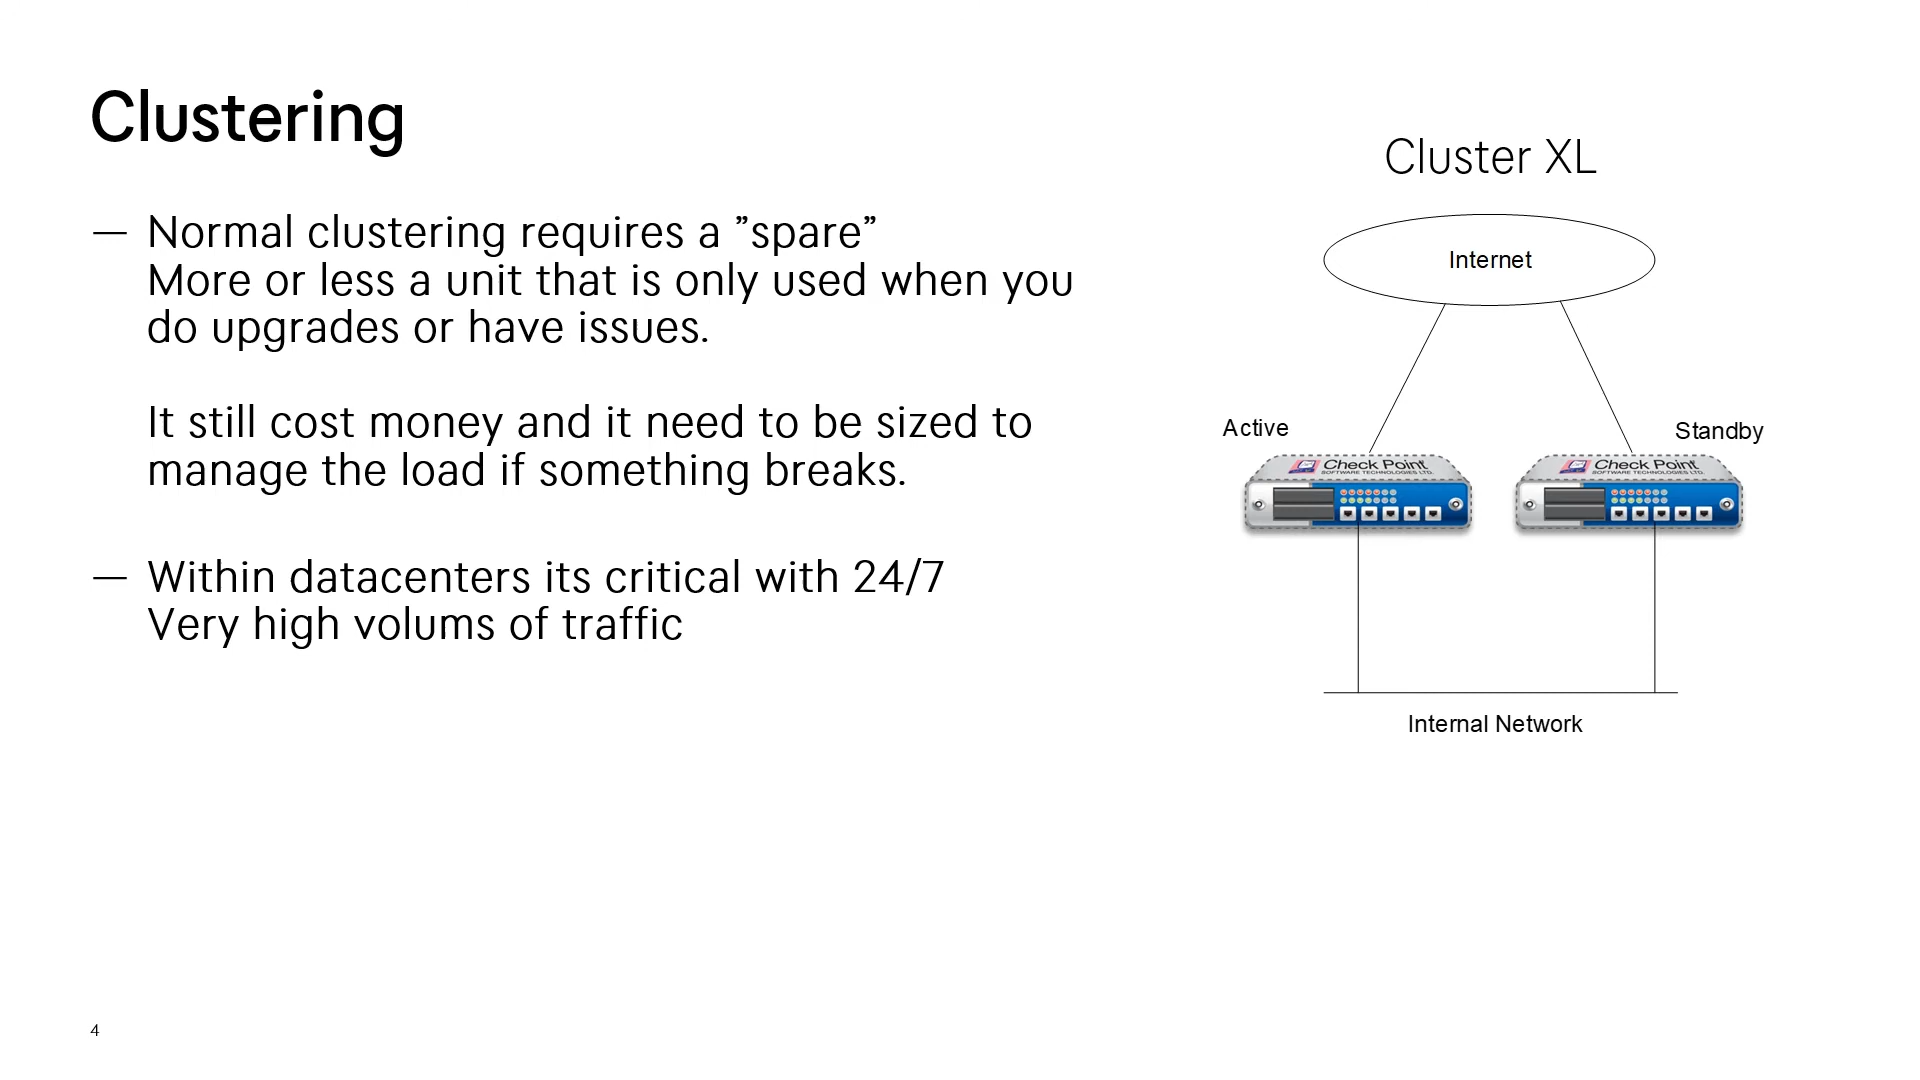 Clustering
— Normal clustering requires a ”spare”
More or less a unit that is only used when you
do upgrades or have issues.
It still cost money and it need to be sized to
manage the load if something breaks.
— Within datacenters its critical with 24/7
Very high volums of traffic
Cluster XL
Internet
Active
Standby
Check Point
SOFTWARE TECHNOLOGIES LTD.
Check Point
SOFTWARE TECHNOLOGIES LTD.
Internal Network
4